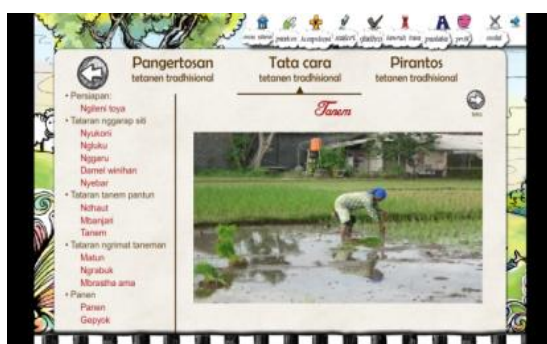 Pangertosan
tetanen tradhisional
Tata cara
tetanen tradhisional
Pirantos
tetanen tradhisional
• Persiapan:
Ngileni toya
• Tataran nggarap siti
Nyukoni
Ngluku
Nggaru
Damel winihan
Nyebar
• Tataran tanem pantun
Ndhaut
Mbanjari
Tanem
• Tataran ngrimat taneman
Matun
Ngrabuk
Mbrastha ama
• Panen
Panen
Gepyok
Tanem